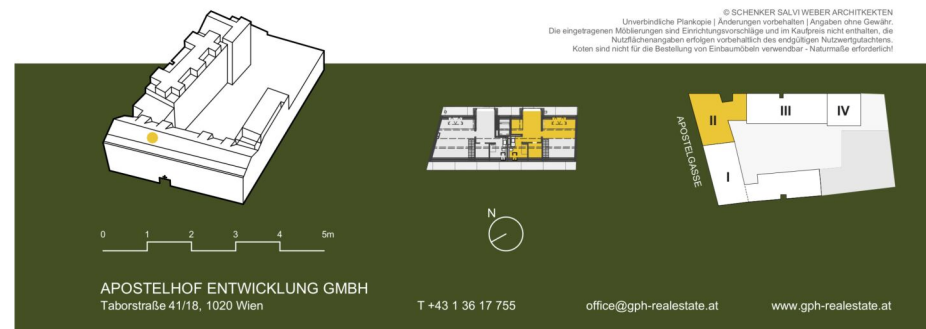 © SCHENKER SALVI WEBER ARCHITKEKTEN
Unverbindliche Plankopie | Änderungen vorbehalten | Angaben ohne Gewähr.
Die eingetragenen Möblierungen sind Einrichtungsvorschläge und im Kaufpreis nicht enthalten, die
Nutzflächenangaben erfolgen vorbehaltlich des endgültigen Nutzwertgutachtens.
Koten sind nicht für die Bestellung von Einbaumöbeln verwendbar - Naturmaße erforderlich!
II
III
IV
I
APOSTELGASSE
N
0 1 2 3 4 5m
APOSTELHOF ENTWICKLUNG GMBH
Taborstraße 41/18, 1020 Wien T +43 1 36 17 755 office@gph-realestate.at www.gph-realestate.at